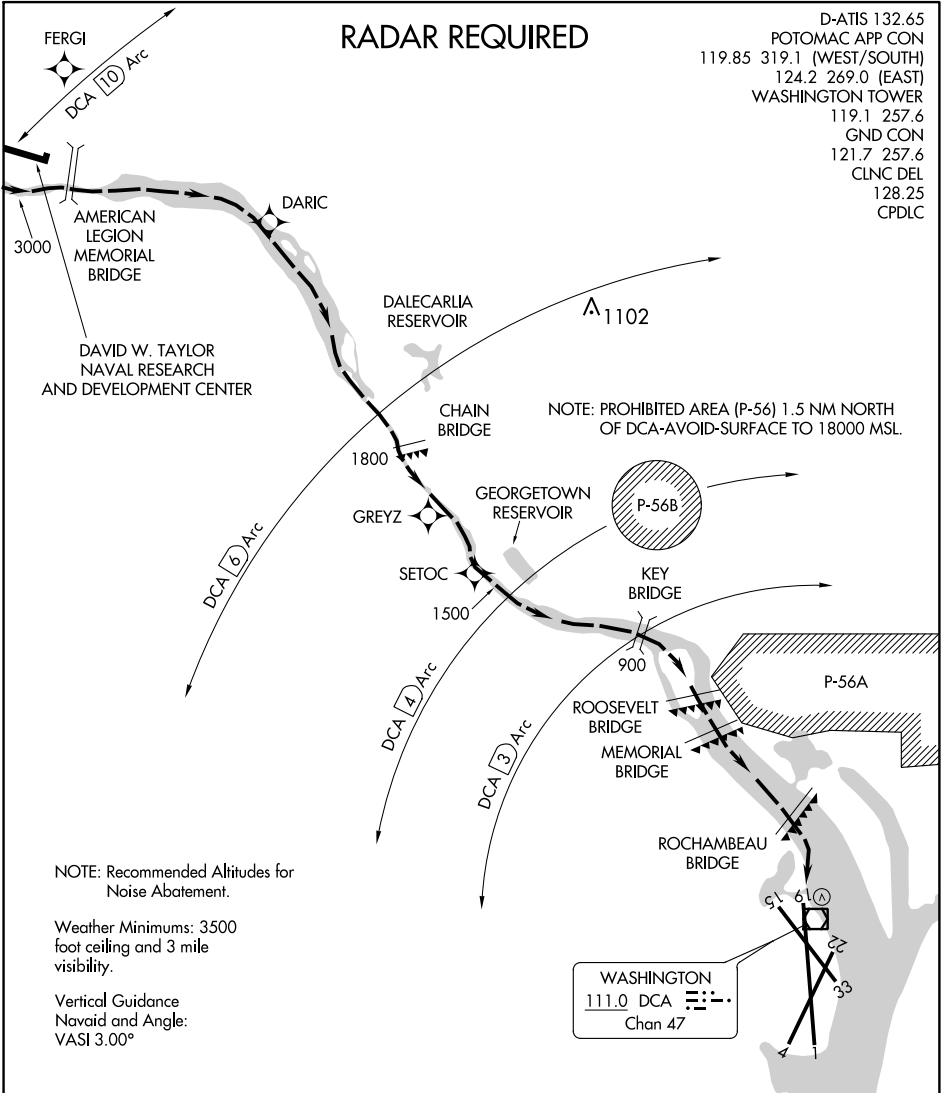 RADAR REQUIRED
D-ATIS 132.65
POTOMAC APP CON
119.85 319.1 (WEST/SOUTH)
124.2 269.0 (EAST)
WASHINGTON TOWER
119.1 257.6
GND CON
121.7 257.6
CLNC DEL
128.25
CPDLC
FERGI
DCA 10 Arc
3000
AMERICAN
LEGION
MEMORIAL
BRIDGE
DARIC
DAVID W. TAYLOR
NAVAL RESEARCH
AND DEVELOPMENT CENTER
DALECARLIA
RESERVOIR
1102
NOTE: PROHIBITED AREA (P-56) 1.5 NM NORTH
OF DCA-AVOID-SURFACE TO 18000 MSL.
CHAIN
BRIDGE
1800
DCA 6 Arc
GREYZ
GEORGETOWN
RESERVOIR
P-56B
SETOC
1500
KEY
BRIDGE
900
DCA 4 Arc
P-56A
ROOSEVELT
BRIDGE
MEMORIAL
BRIDGE
DCA 3 Arc
ROCHAMBEAU
BRIDGE
NOTE: Recommended Altitudes for
Noise Abatement.
Weather Minimums: 3500
foot ceiling and 3 mile
visibility.
Vertical Guidance
Navaid and Angle:
VASI 3.00°
15
19
V
22
33
4
1
WASHINGTON
111.0 DCA
Chan 47